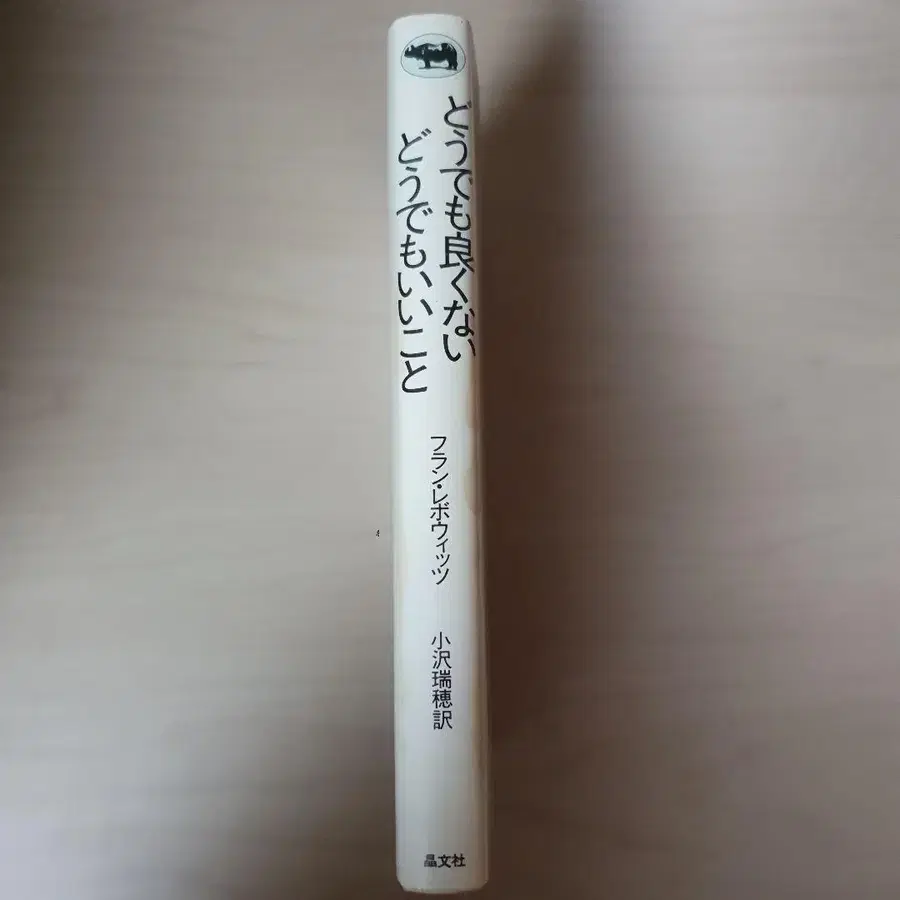 どうでも良くない
どうでもいいこと
フラン・レボウィッツ
小沢瑞穂訳
晶文社